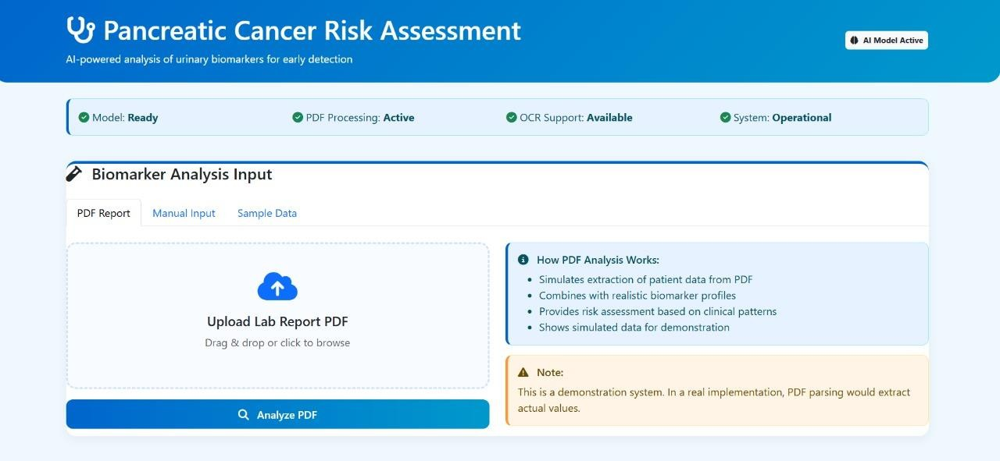 Pancreatic Cancer Risk Assessment
AI-powered analysis of urinary biomarkers for early detection
AI Model Active
Model: Ready
PDF Processing: Active
OCR Support: Available
System: Operational
Biomarker Analysis Input
PDF Report
Manual Input
Sample Data
Upload Lab Report PDF
Drag & drop or click to browse
Analyze PDF
How PDF Analysis Works:
Simulates extraction of patient data from PDF
Combines with realistic biomarker profiles
Provides risk assessment based on clinical patterns
Shows simulated data for demonstration
Note:
This is a demonstration system. In a real implementation, PDF parsing would extract
actual values.